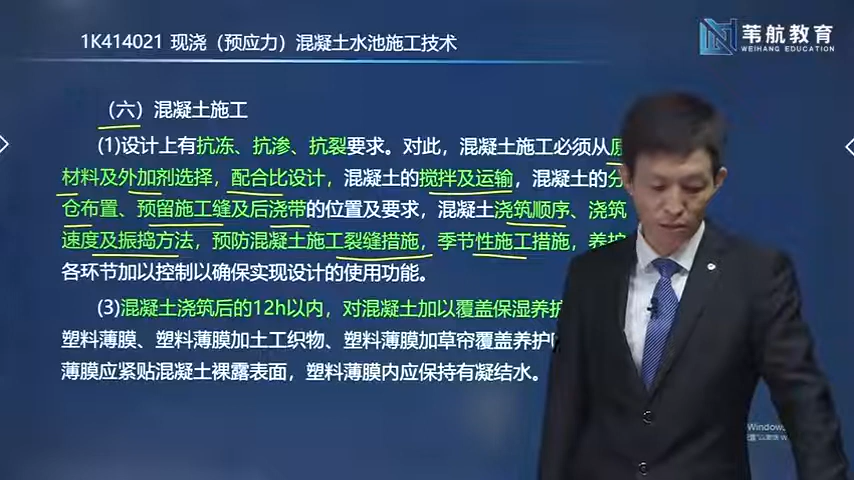 1K414021 现浇（预应力）混凝土水池施工技术
苇航教育
WEIHANG EDUCATION
（六）混凝土施工
(1)设计上有抗冻、抗渗、抗裂要求。对此，混凝土施工必须从原
材料及外加剂选择，配合比设计，混凝土的搅拌及运输，混凝土的分
仓布置、预留施工缝及后浇带的位置及要求，混凝土浇筑顺序、浇筑
速度及振捣方法，预防混凝土施工裂缝措施，季节性施工措施，养护
各环节加以控制以确保实现设计的使用功能。
(3)混凝土浇筑后的12h以内，对混凝土加以覆盖保湿养护
塑料薄膜、塑料薄膜加土工织物、塑料薄膜加草帘覆盖养护
薄膜应紧贴混凝土裸露表面，塑料薄膜内应保持有凝结水。
Windows